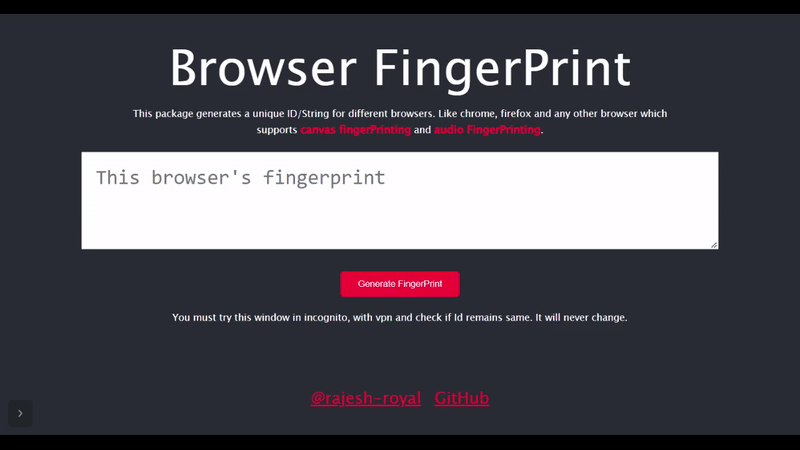 Browser FingerPrint
This package generates a unique ID/String for different browsers. Like chrome, firefox and any other browser which
supports canvas fingerPrinting and audio FingerPrinting.
This browser's fingerprint
Generate FingerPrint
You must try this window in incognito, with vpn and check if Id remains same. It will never change.
@rajesh-royal GitHub